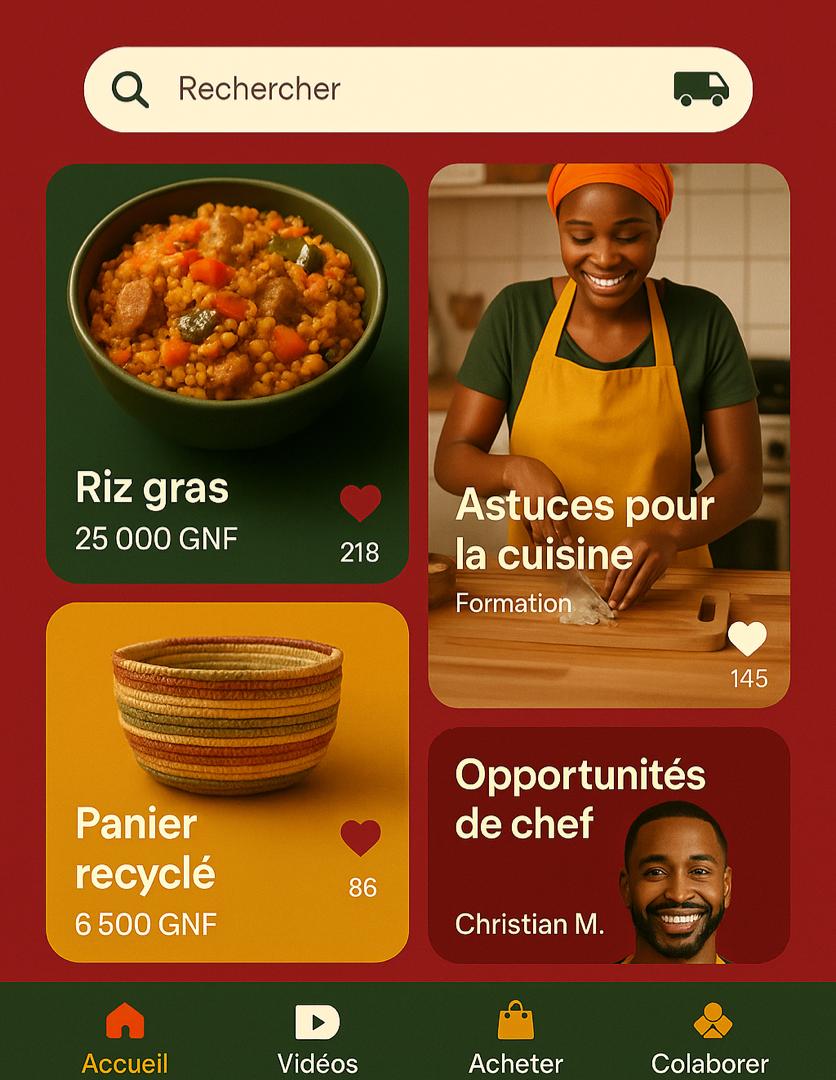 Rechercher
Riz gras
25 000 GNF
218
Astuces pour
la cuisine
Formation
145
Panier
recyclé
6 500 GNF
86
Opportunités
de chef
Christian M.
Accueil
Vidéos
Acheter
Colaborer